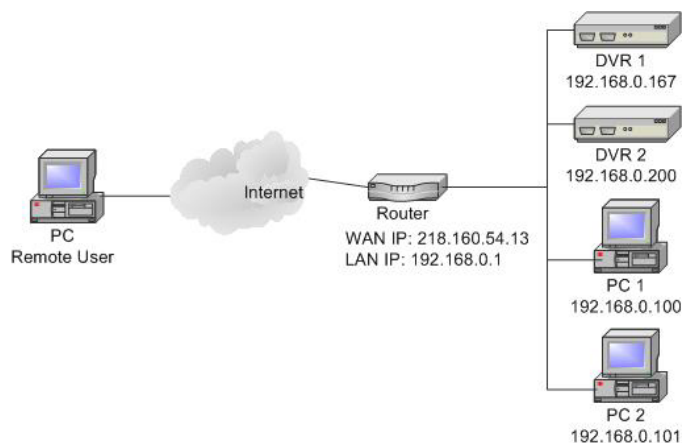 DVR 1
192.168.0.167
DVR 2
192.168.0.200
Internet
Router
WAN IP: 218.160.54.13
LAN IP: 192.168.0.1
PC
Remote User
PC 1
192.168.0.100
PC 2
192.168.0.101